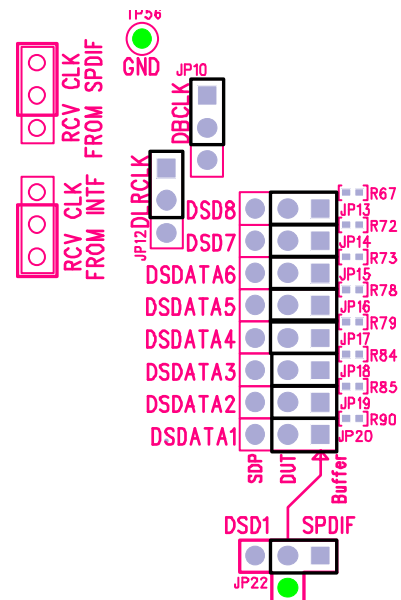 TP56
GND
RCV CLK
FROM SPDIF
JP10
DBCLK
RCV CLK
FROM INTF
DLRCLK
JP12
R67
DSD8
JP13
R72
DSD7
JP14
R73
DSDATA6
JP15
R78
DSDATA5
JP16
R79
DSDATA4
JP17
R84
DSDATA3
JP18
R85
DSDATA2
JP19
R90
DSDATA1
JP20
SDP
DUT
Buffer
DSD1
SPDIF
JP22